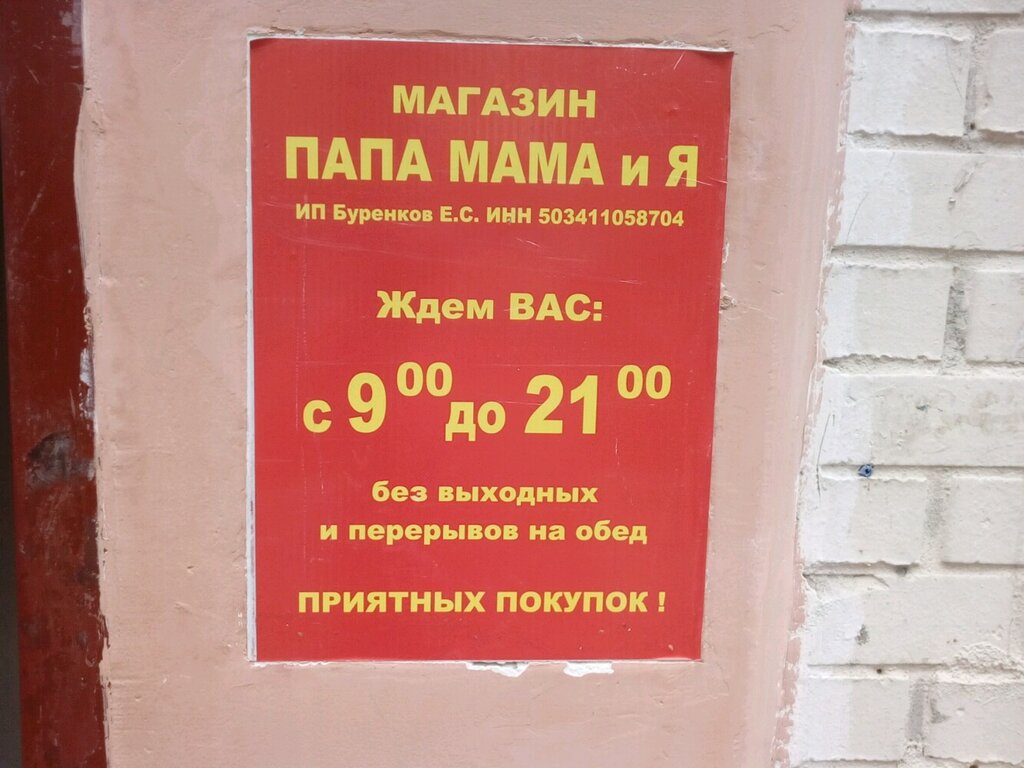 МАГАЗИН
ПАПА МАМА и Я
ИП Буренков Е.С. ИНН 503411058704
Ждем ВАС:
с 9 00 до 21 00
без выходных
и перерывов на обед
ПРИЯТНЫХ ПОКУПОК !